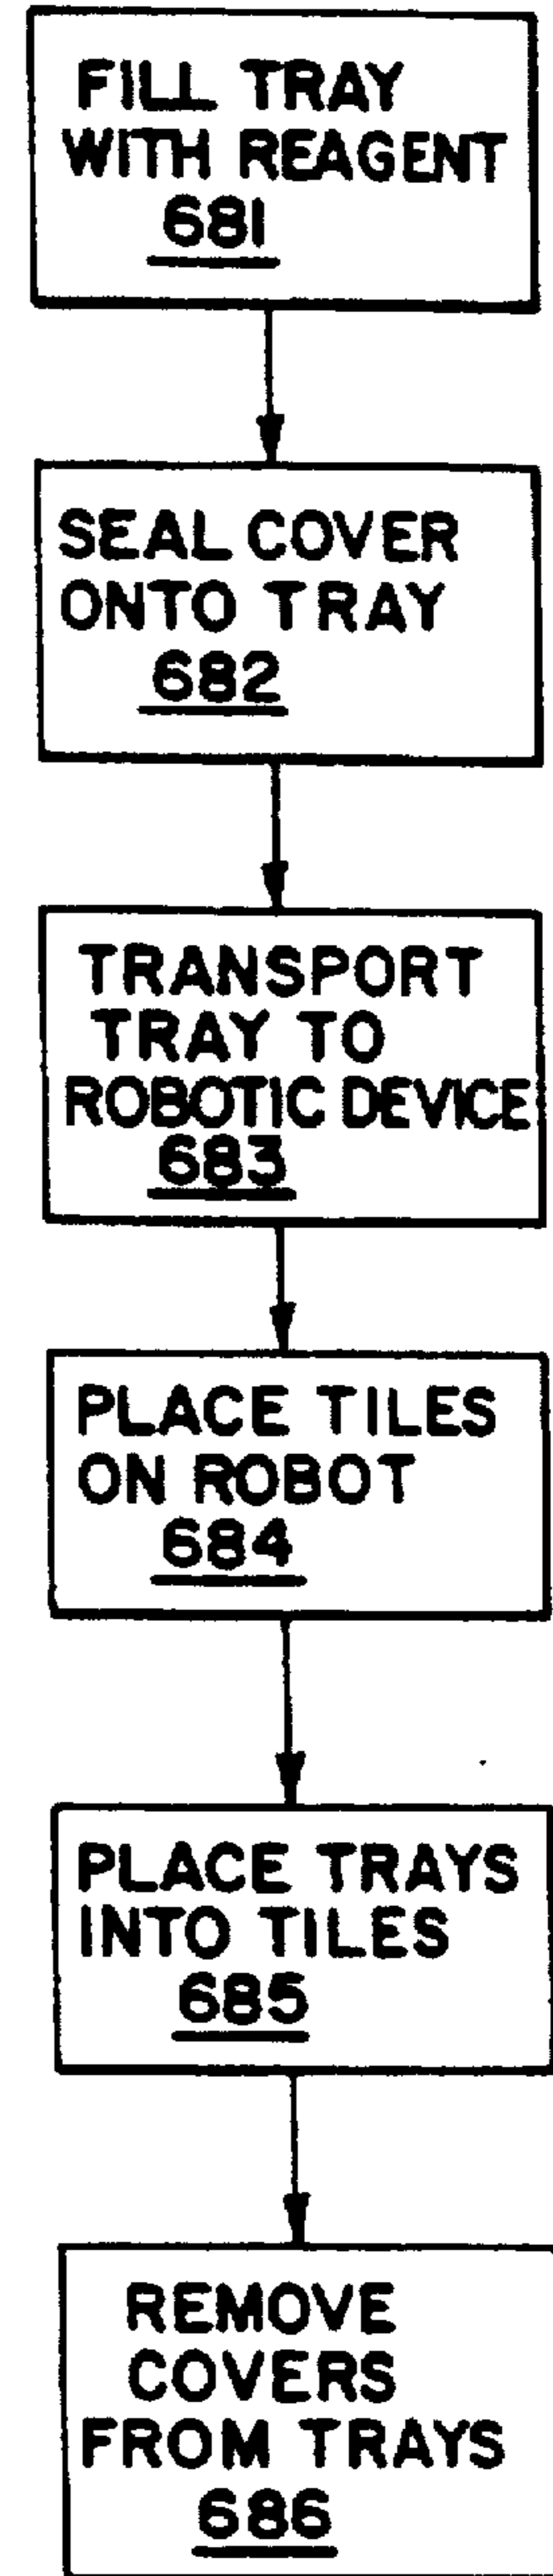 FILL TRAY
WITH REAGENT
681
SEAL COVER
ONTO TRAY
682
TRANSPORT
TRAY TO
ROBOTIC DEVICE
683
PLACE TILES
ON ROBOT
684
PLACE TRAYS
INTO TILES
685
REMOVE
COVERS
FROM TRAYS
686